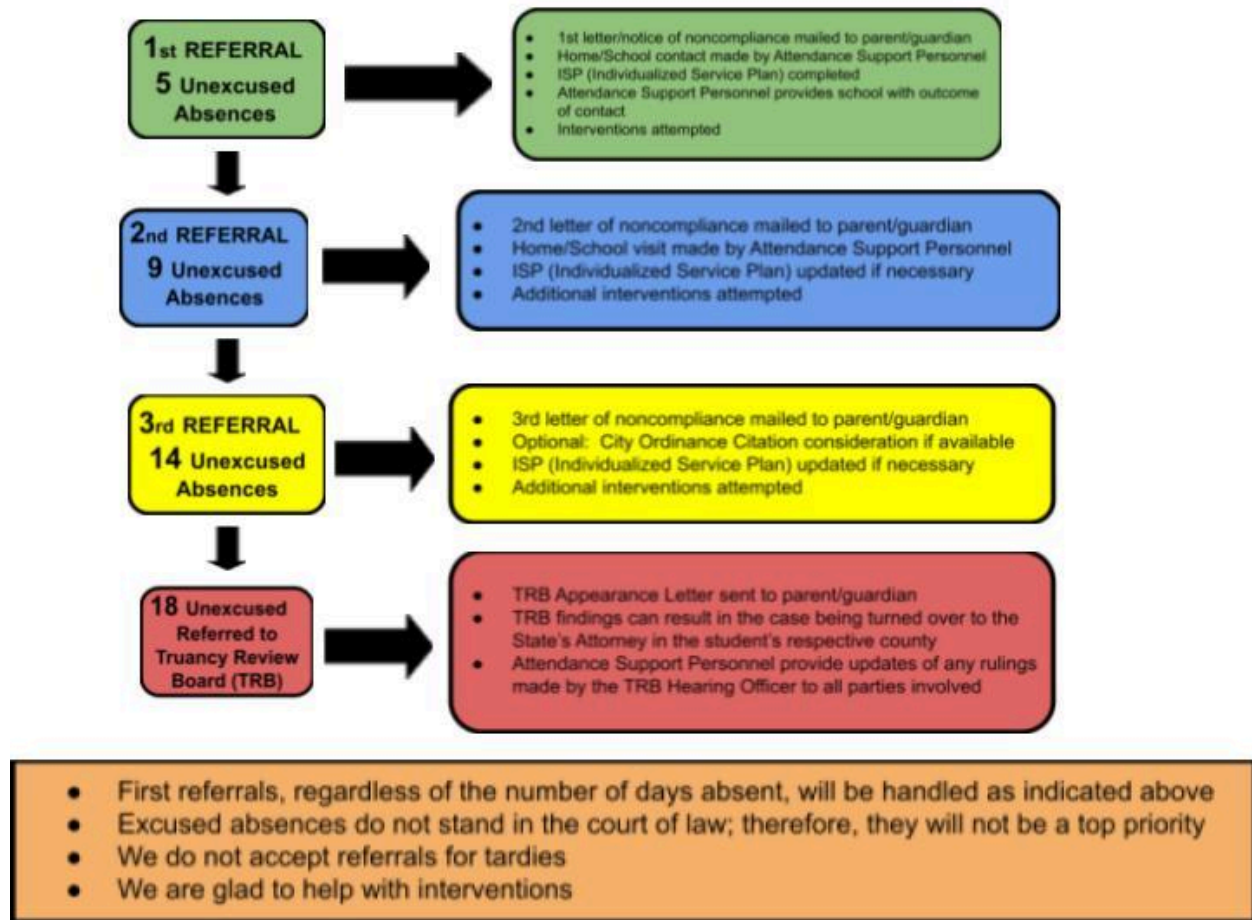 1st REFERRAL
5 Unexcused
Absences
● 1st letter/notice of noncompliance mailed to parent/guardian
● Home/School contact made by Attendance Support Personnel
● ISP (Individualized Service Plan) completed
● Attendance Support Personnel provides school with outcome
of contact
● Interventions attempted
2nd REFERRAL
9 Unexcused
Absences
● 2nd letter of noncompliance mailed to parent/guardian
● Home/School visit made by Attendance Support Personnel
● ISP (Individualized Service Plan) updated if necessary
● Additional interventions attempted
3rd REFERRAL
14 Unexcused
Absences
● 3rd letter of noncompliance mailed to parent/guardian
● Optional: City Ordinance Citation consideration if available
● ISP (Individualized Service Plan) updated if necessary
● Additional interventions attempted
18 Unexcused
Referred to
Truancy Review
Board (TRB)
● TRB Appearance Letter sent to parent/guardian
● TRB findings can result in the case being turned over to the
State's Attorney in the student's respective county
● Attendance Support Personnel provide updates of any rulings
made by the TRB Hearing Officer to all parties involved
● First referrals, regardless of the number of days absent, will be handled as indicated above
● Excused absences do not stand in the court of law; therefore, they will not be a top priority
● We do not accept referrals for tardies
● We are glad to help with interventions